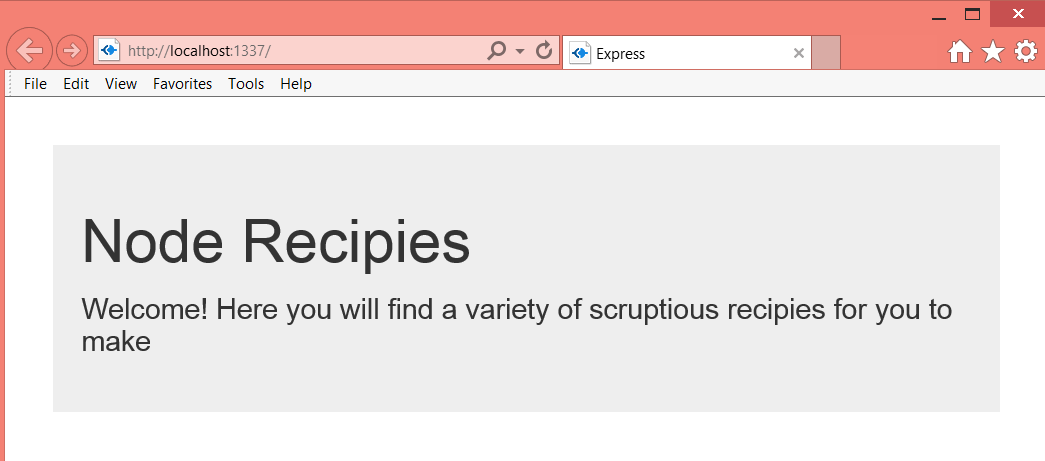 http://localhost:1337/
Express
File Edit View Favorites Tools Help
Node Recipies
Welcome! Here you will find a variety of scruptious recipies for you to
make